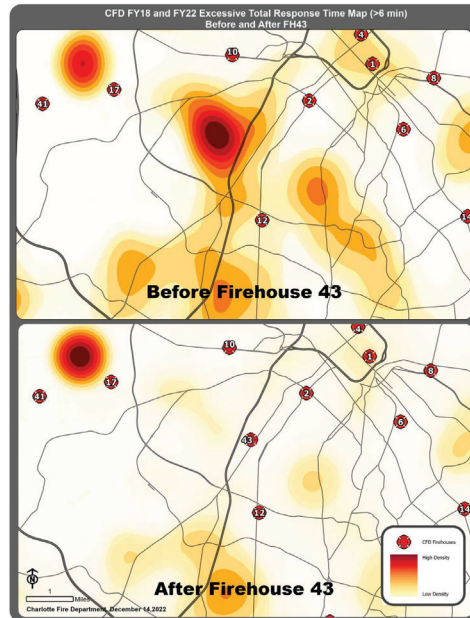 CFD FY18 and FY22 Excessive Total Response Time Map (>6 min)
Before and After FH43
4
10
1
8
17
41
2
6
12
14
Before Firehouse 43
4
10
1
8
17
41
2
6
43
12
14
CFD Firehouses
High Density
Low Density
N
1
Miles
After Firehouse 43
Charlotte Fire Department, December 14,2022